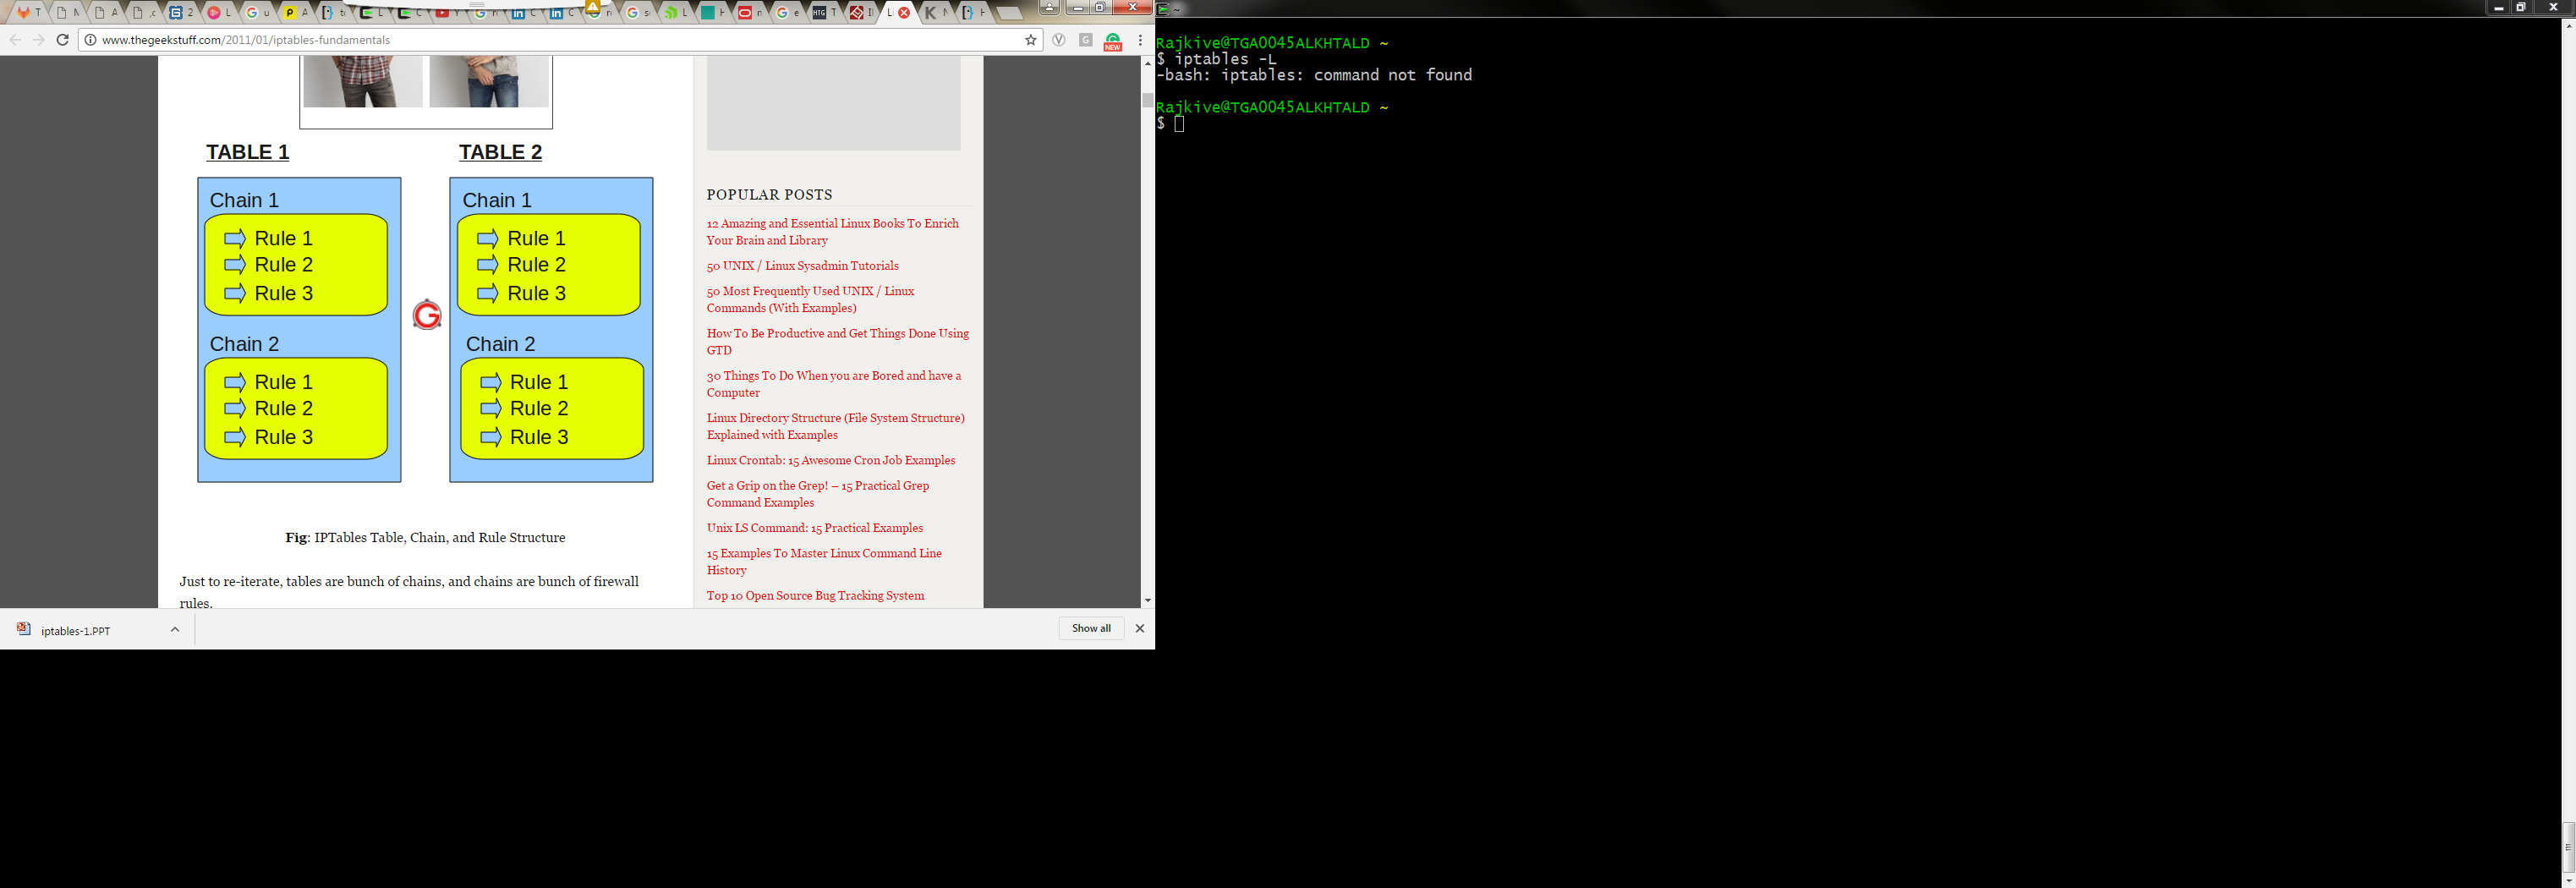 www.thegeekstuff.com/2011/01/iptables-fundamentals
NEW
TABLE 1
Chain 1
Rule 1
Rule 2
Rule 3
Chain 2
Rule 1
Rule 2
Rule 3
TABLE 2
Chain 1
Rule 1
Rule 2
Rule 3
Chain 2
Rule 1
Rule 2
Rule 3
Fig: IPTables Table, Chain, and Rule Structure
Just to re-iterate, tables are bunch of chains, and chains are bunch of firewall
rules.
POPULAR POSTS
12 Amazing and Essential Linux Books To Enrich
Your Brain and Library
50 UNIX / Linux Sysadmin Tutorials
50 Most Frequently Used UNIX / Linux
Commands (With Examples)
How To Be Productive and Get Things Done Using
GTD
30 Things To Do When you are Bored and have a
Computer
Linux Directory Structure (File System Structure)
Explained with Examples
Linux Crontab: 15 Awesome Cron Job Examples
Get a Grip on the Grep! – 15 Practical Grep
Command Examples
Unix LS Command: 15 Practical Examples
15 Examples To Master Linux Command Line
History
Top 10 Open Source Bug Tracking System
iptables-1.PPT
Show all
~
Rajkive@TGA0045ALKHTALD ~
$ iptables -L
-bash: iptables: command not found
Rajkive@TGA0045ALKHTALD ~
$